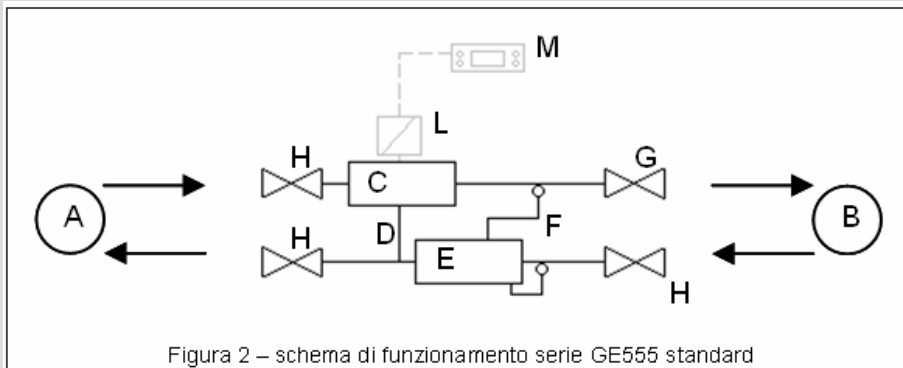 M
L
H
G
C
A
B
D
F
E
H
H
Figura 2 – schema di funzionamento serie GE555 standard